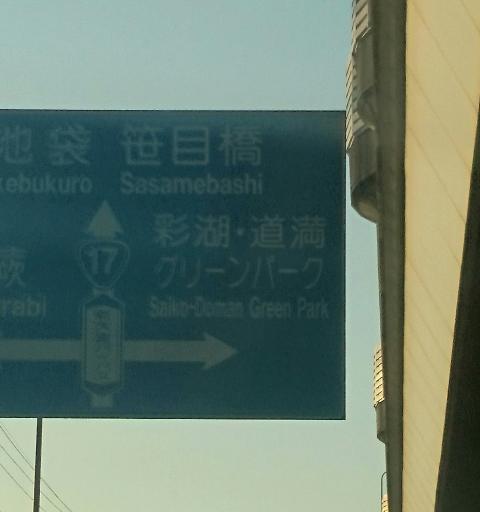 池袋 笹目橋
kebukuro Sasamebashi
彩湖・道満
17
蕨 グリーンパーク
rabi Saiko-Doman Green Park